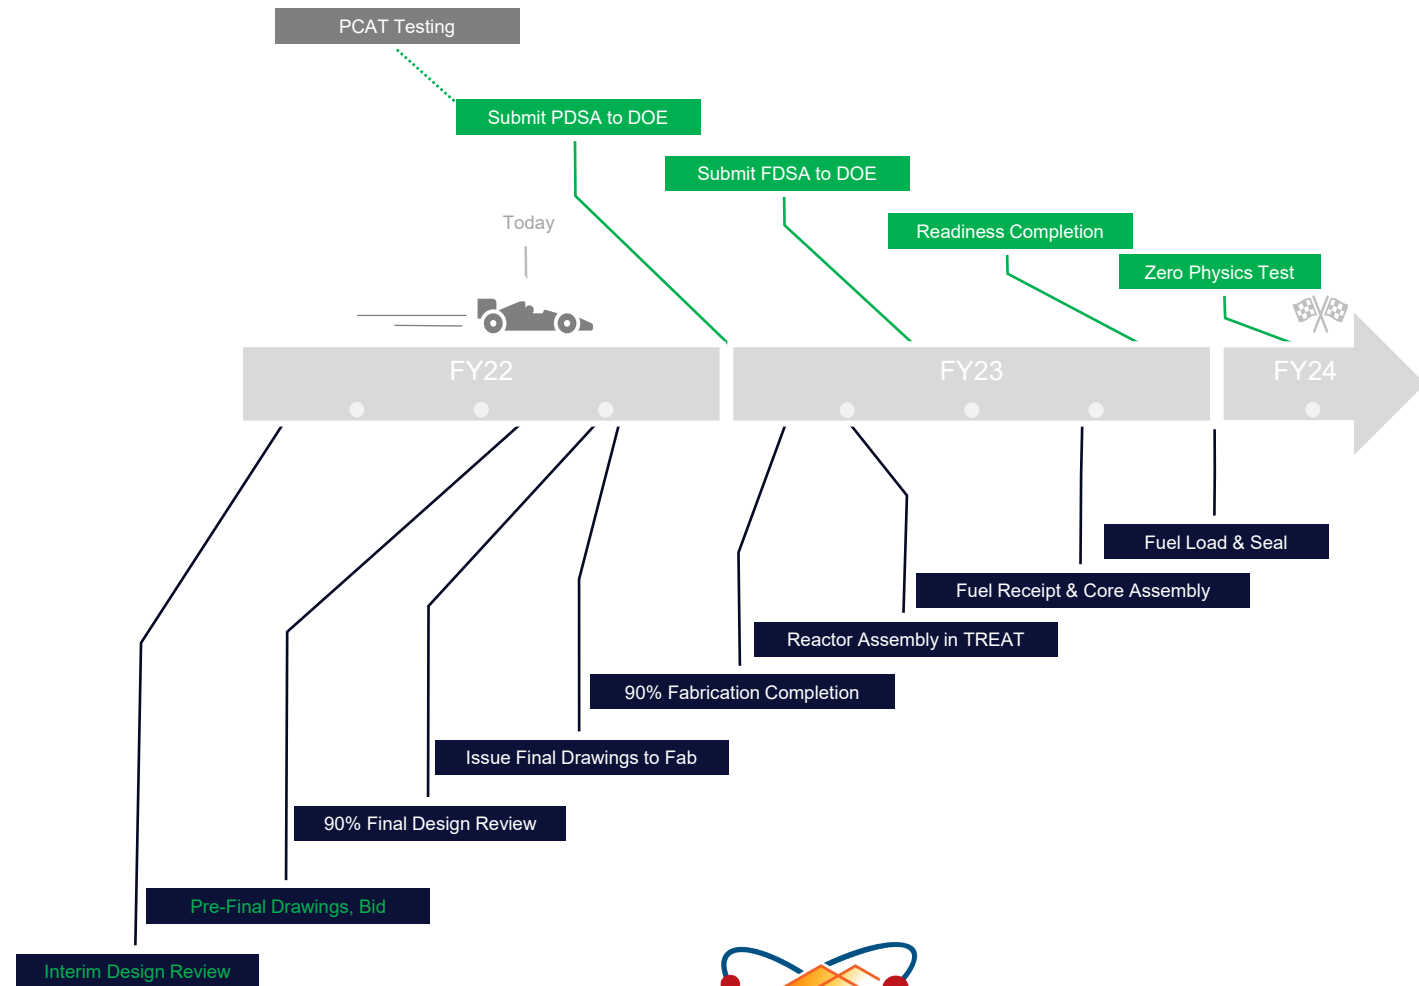 PCAT Testing
Submit PDSA to DOE
Submit FDSA to DOE
Today
Readiness Completion
Zero Physics Test
FY22
FY23
FY24
Fuel Load & Seal
Fuel Receipt & Core Assembly
Reactor Assembly in TREAT
90% Fabrication Completion
Issue Final Drawings to Fab
90% Final Design Review
Pre-Final Drawings, Bid
Interim Design Review